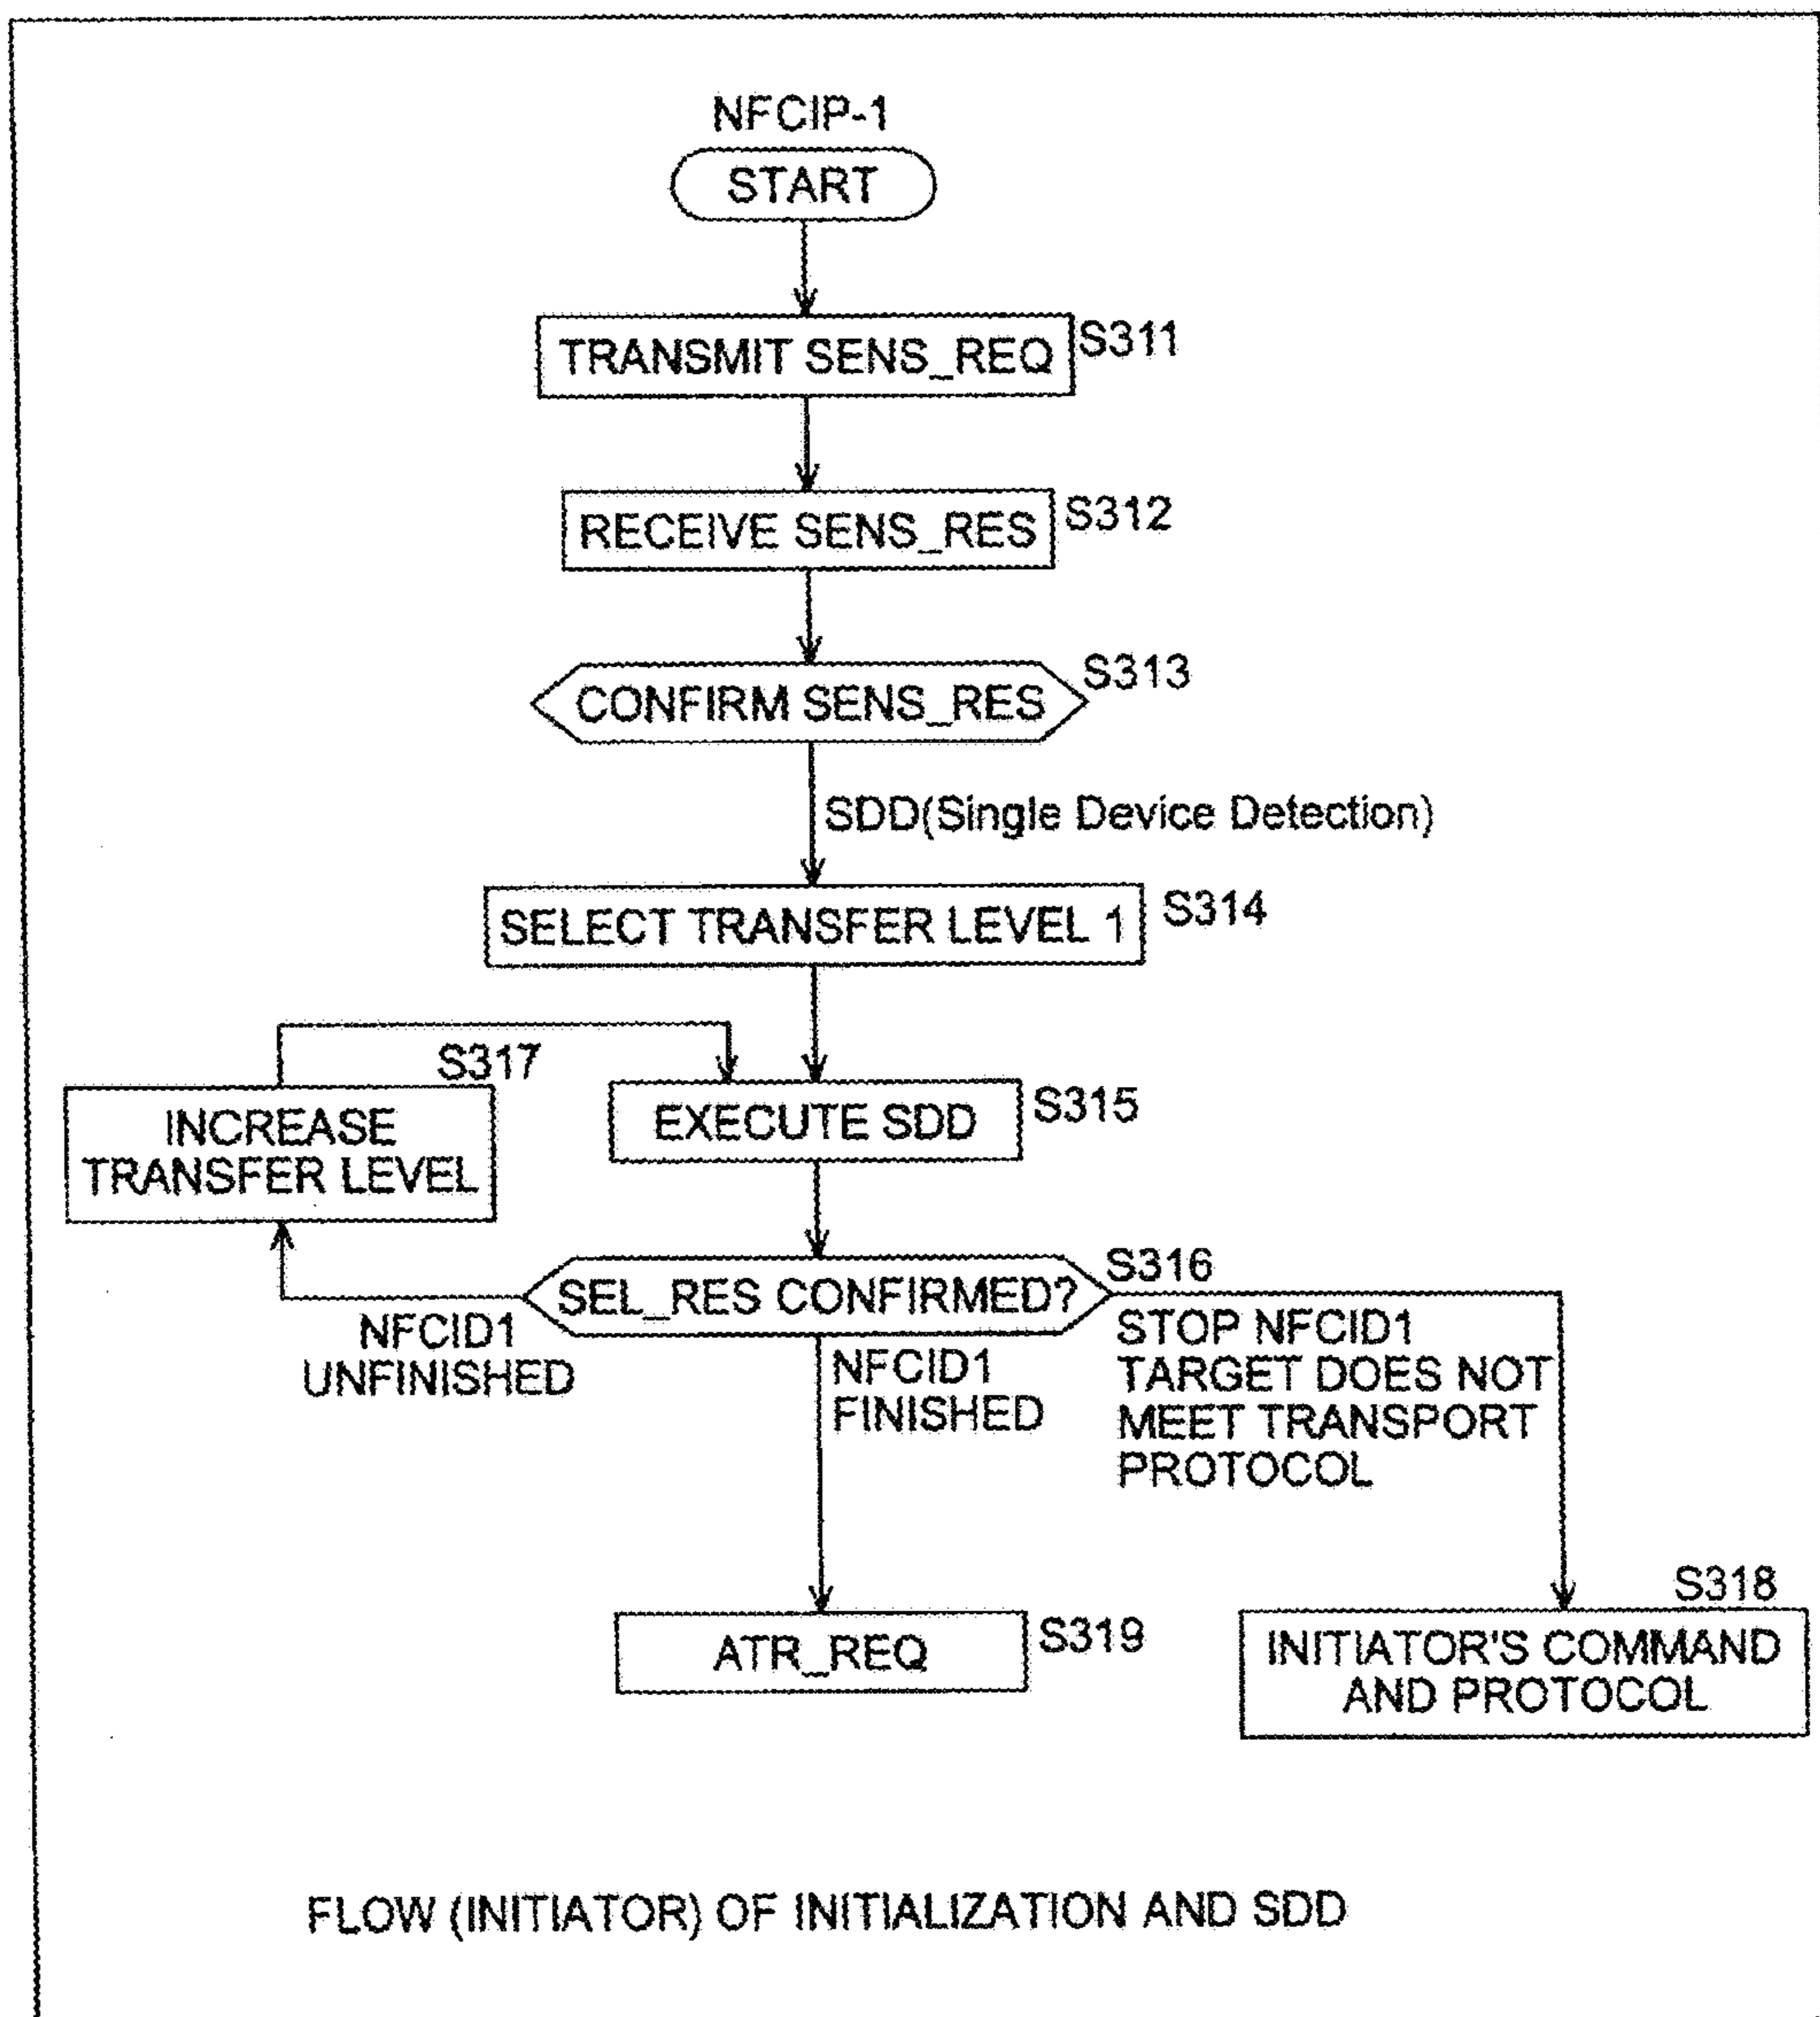 NFCIP-1
START
TRANSMIT SENS_REQ
S311
RECEIVE SENS_RES
S312
CONFIRM SENS_RES
S313
SDD(Single Device Detection)
SELECT TRANSFER LEVEL 1
S314
S317
INCREASE
TRANSFER LEVEL
EXECUTE SDD
S315
SEL_RES CONFIRMED?
S316
NFCID1
UNFINISHED
NFCID1
FINISHED
STOP NFCID1
TARGET DOES NOT
MEET TRANSPORT
PROTOCOL
ATR_REQ
S319
S318
INITIATOR'S COMMAND
AND PROTOCOL
FLOW (INITIATOR) OF INITIALIZATION AND SDD